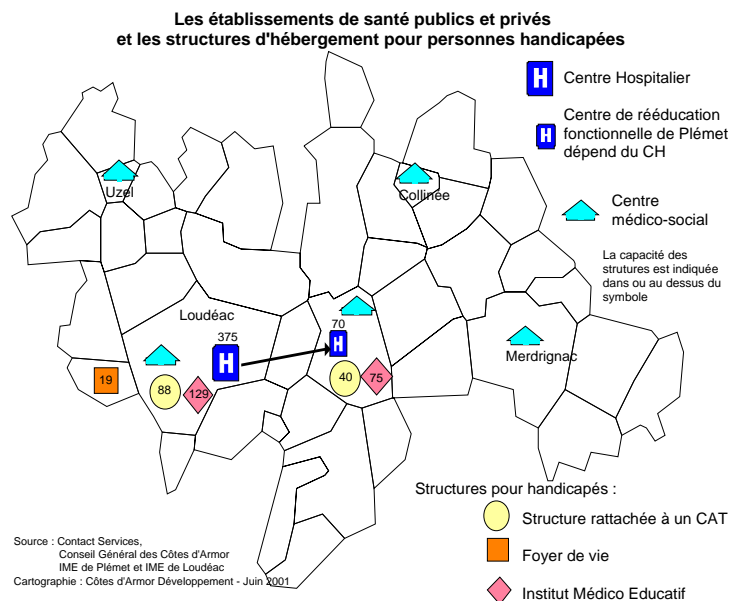 Les établissements de santé publics et privés
et les structures d'hébergement pour personnes handicapées
H
Centre Hospitalier
H
Centre de rééducation
fonctionnelle de Plémet
dépend du CH
Uzel
Collinée
Centre
médico-social
La capacité des
strutures est indiquée
dans ou au dessus du
symbole
Loudéac
375
H
70
H
Merdrignac
19
88
129
40
75
Structures pour handicapés :
Structure rattachée à un CAT
Foyer de vie
Institut Médico Educatif
Source : Contact Services,
Conseil Général des Côtes d'Armor
IME de Plémet et IME de Loudéac
Cartographie : Côtes d'Armor Développement - Juin 2001